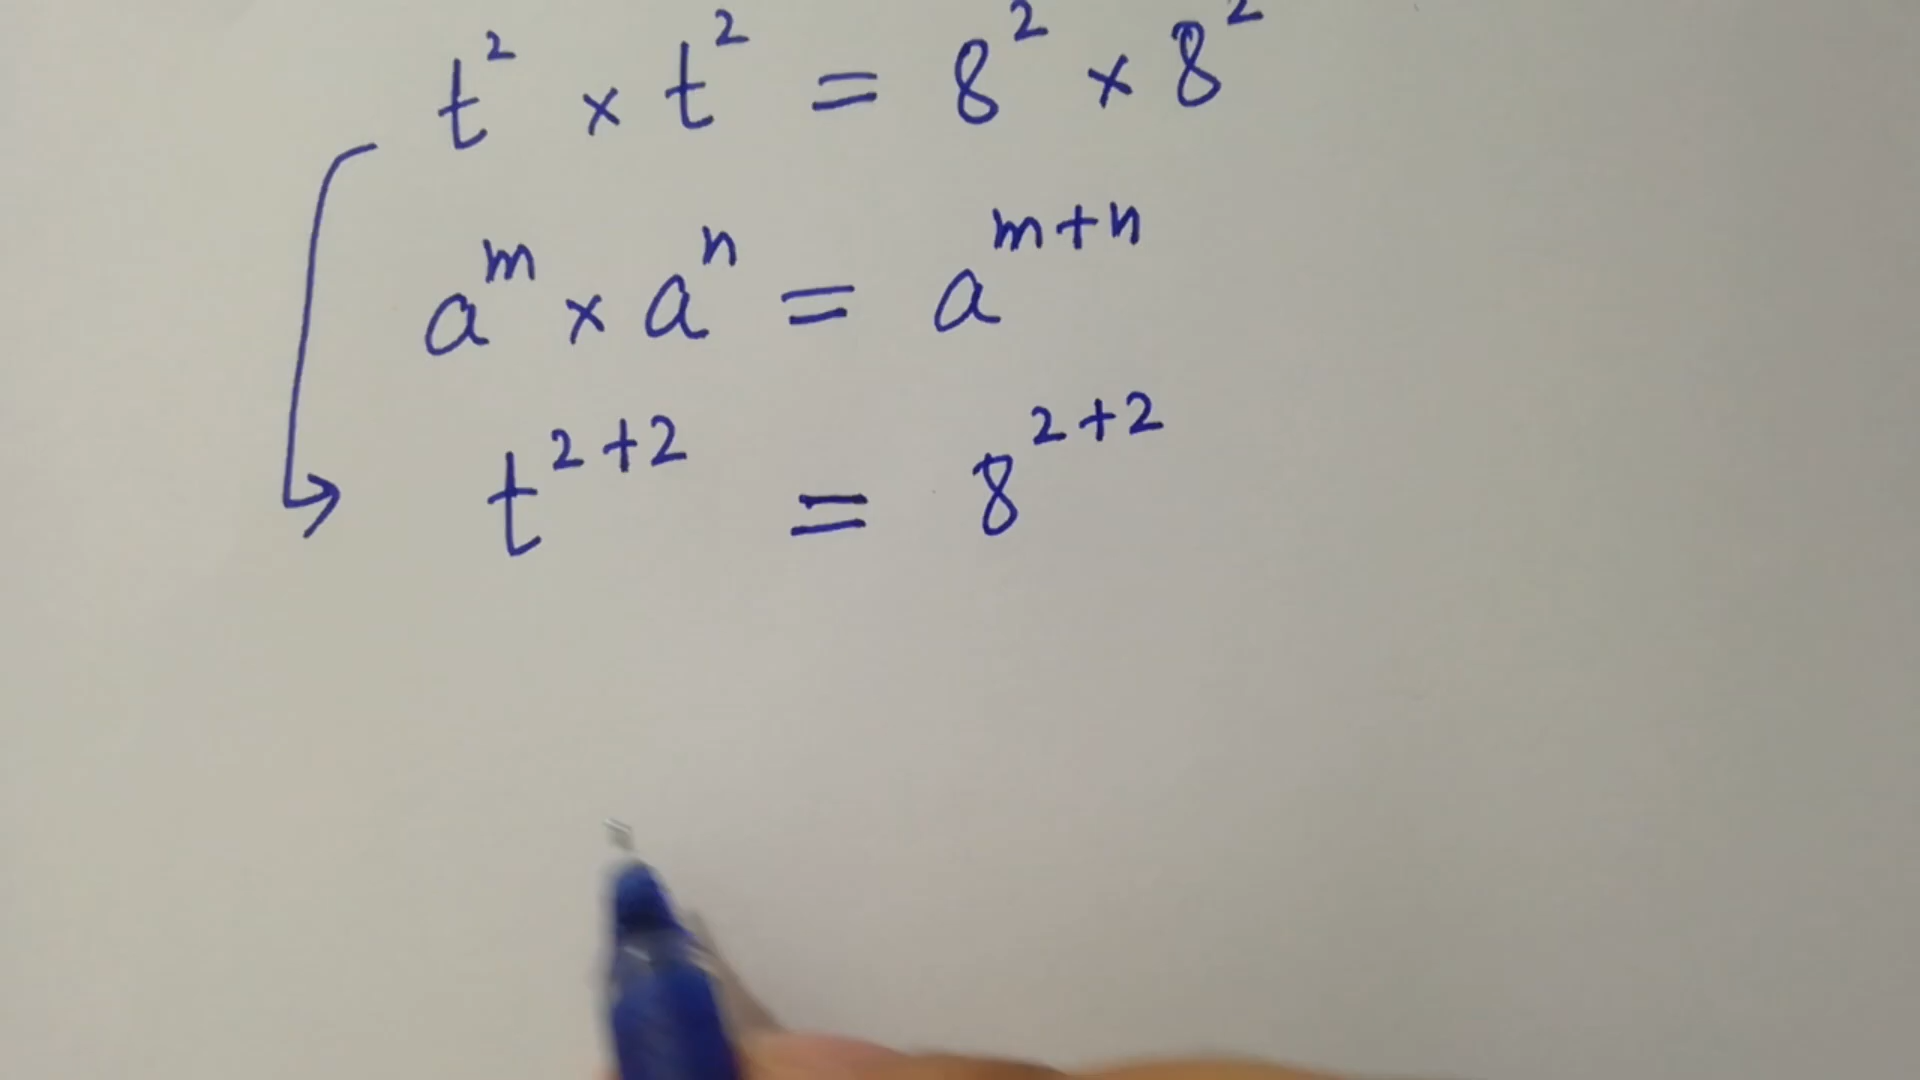 t² × t² = 8² × 8²
aᵐ × aⁿ = aᵐ⁺ⁿ
t²⁺² = 8²⁺²